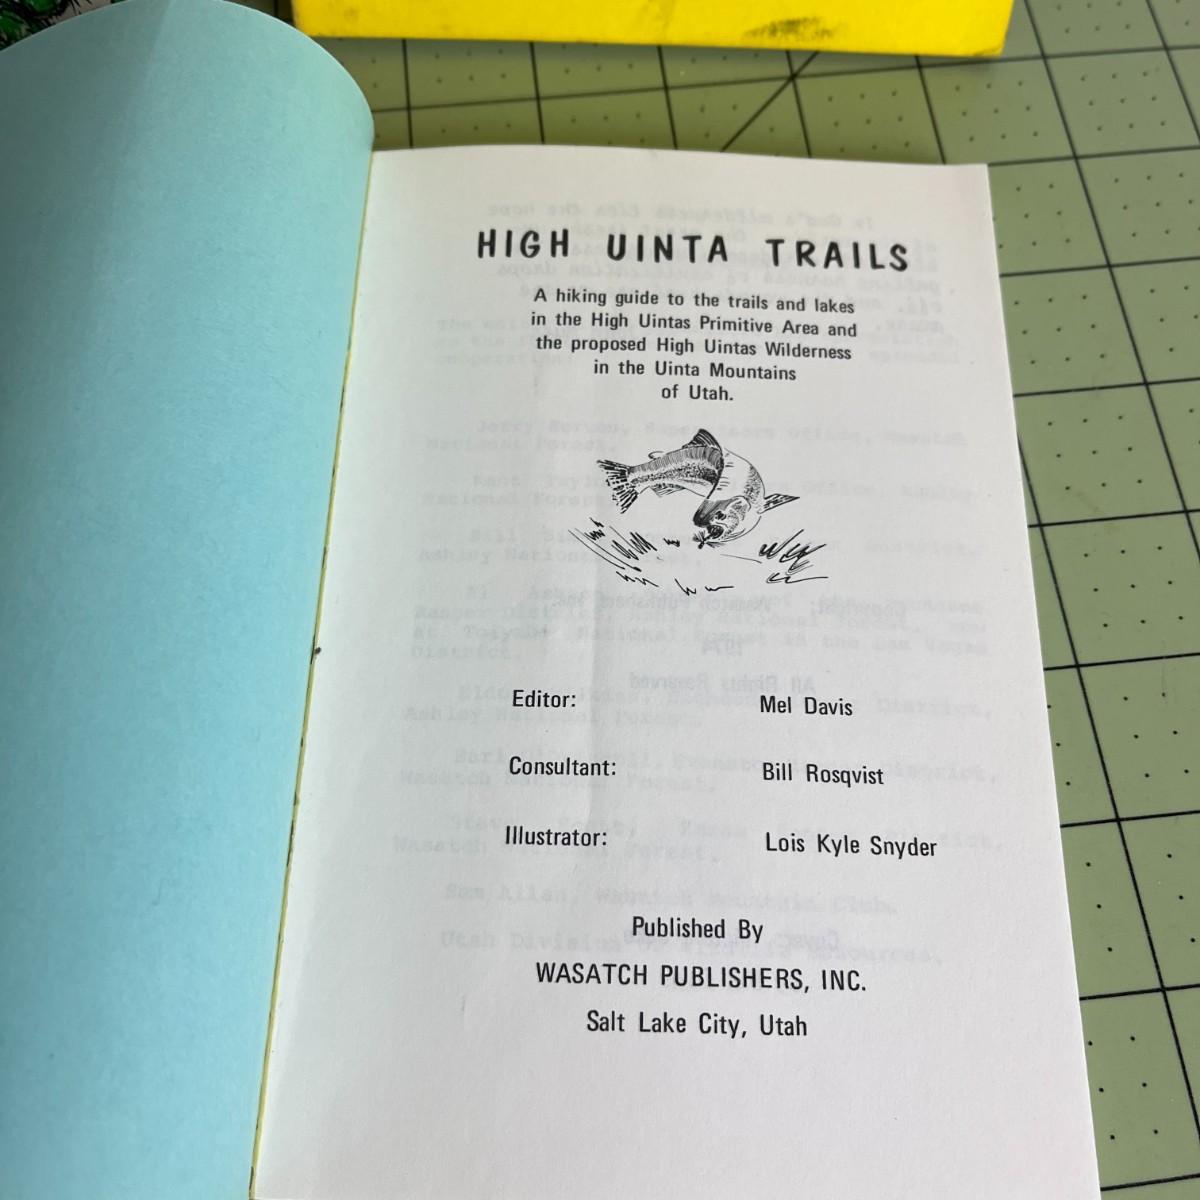 HIGH UINTA TRAILS
A hiking guide to the trails and lakes
in the High Uintas Primitive Area and
the proposed High Uintas Wilderness
in the Uinta Mountains
of Utah.
Editor: Mel Davis
Consultant: Bill Rosqvist
Illustrator: Lois Kyle Snyder
Published By
WASATCH PUBLISHERS, INC.
Salt Lake City, Utah